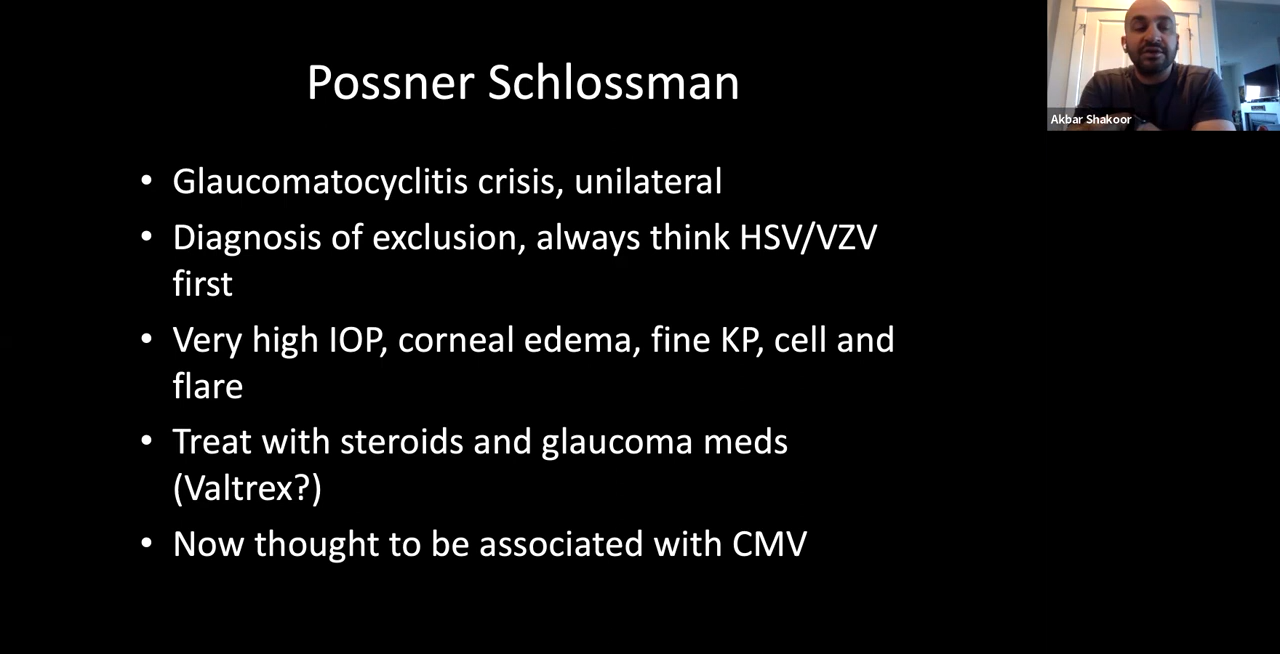 Possner Schlossman
Akbar Shakoor
• Glaucomatocyclitis crisis, unilateral
• Diagnosis of exclusion, always think HSV/VZV
first
• Very high IOP, corneal edema, fine KP, cell and
flare
• Treat with steroids and glaucoma meds
(Valtrex?)
• Now thought to be associated with CMV